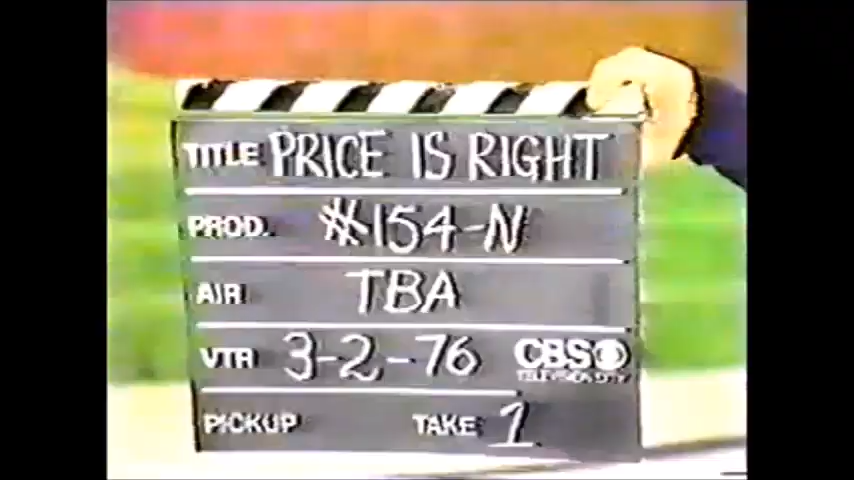 TITLE PRICE IS RIGHT
PROD. #154-N
AIR TBA
VTR 3-2-76 CBS
TELEVISION CITY
PICKUP TAKE 1